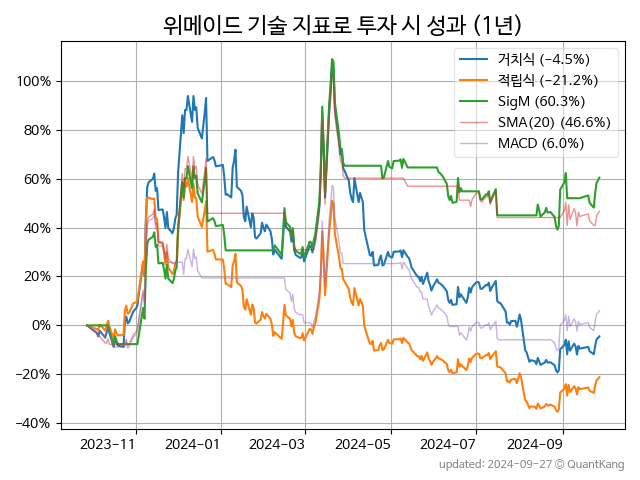 위메이드 기술 지표로 투자 시 성과 (1년)
거치식 (−4.5%)
적립식 (−21.2%)
SigM (60.3%)
SMA(20) (46.6%)
MACD (6.0%)
100%
80%
60%
40%
20%
0%
−20%
−40%
2023-11 2024-01 2024-03 2024-05 2024-07 2024-09
updated: 2024-09-27 © QuantKang